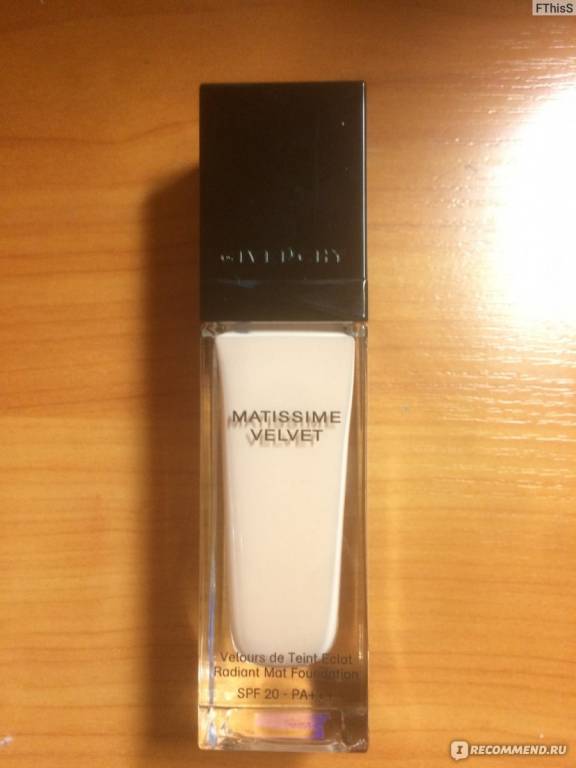 FThisS
GIVENCHY
MATISSIME
VELVET
Velours de Teint Eclat
Radiant Mat Foundation
SPF 20 - PA+++
RECOMMEND.RU